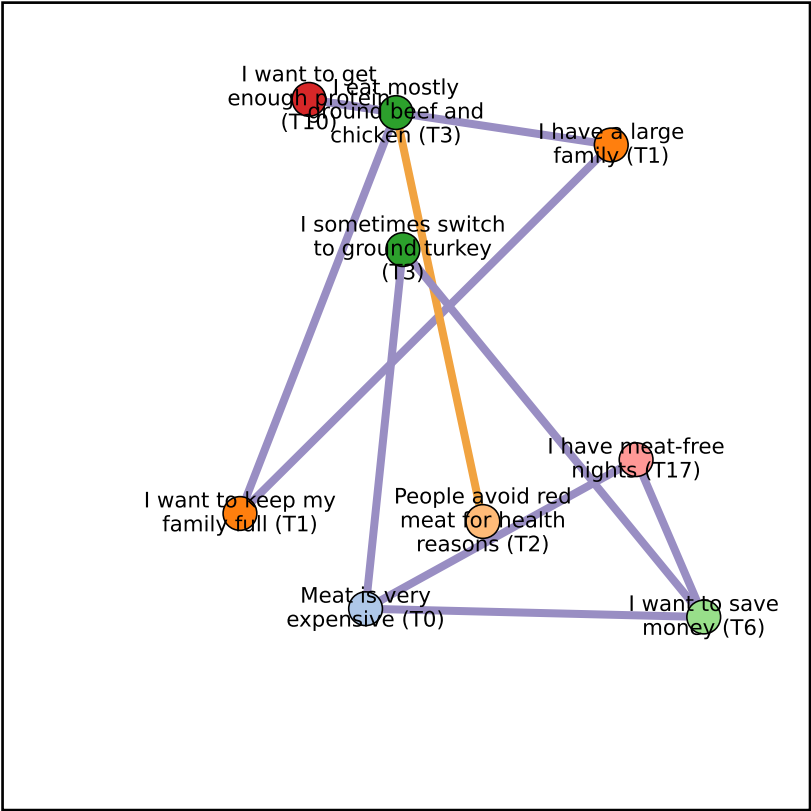 I want to get
enough protein
(T10)
I eat mostly
ground beef and
chicken (T3)
I have a large
family (T1)
I sometimes switch
to ground turkey
(T3)
I have meat-free
nights (T17)
I want to keep my
family full (T1)
People avoid red
meat for health
reasons (T2)
Meat is very
expensive (T0)
I want to save
money (T6)